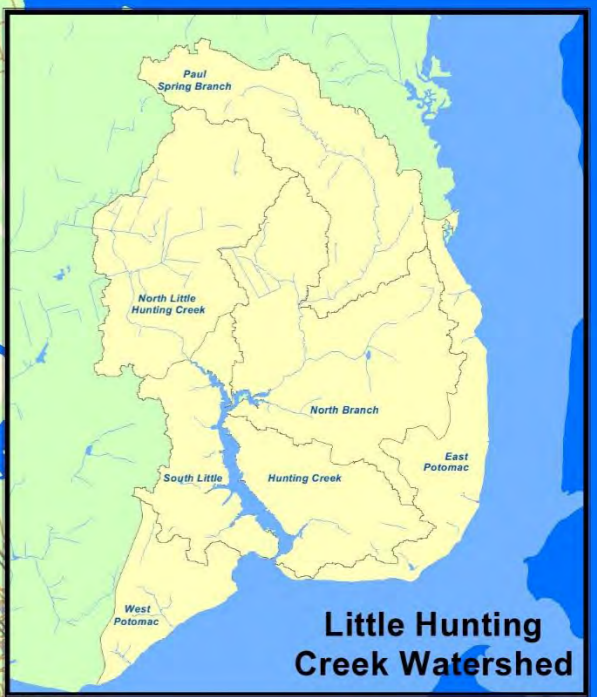 Paul
Spring Branch
North Little
Hunting Creek
North Branch
East
Potomac
South Little Hunting Creek
West
Potomac
Little Hunting
Creek Watershed